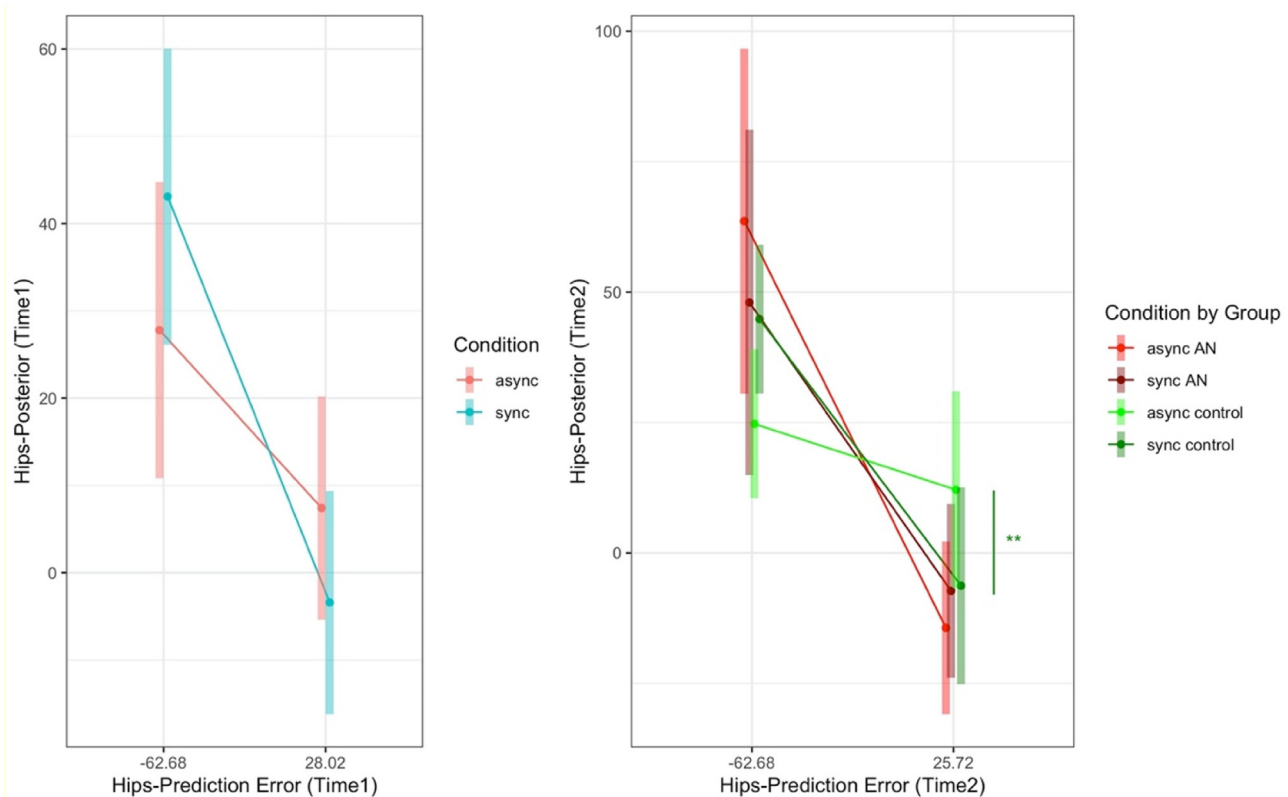 60
40
20
0
-62.68
28.02
Hips-Prediction Error (Time1)
Hips-Posterior (Time1)
Condition
async
sync
100
50
0
-62.68
25.72
Hips-Prediction Error (Time2)
Hips-Posterior (Time2)
**
Condition by Group
async AN
sync AN
async control
sync control